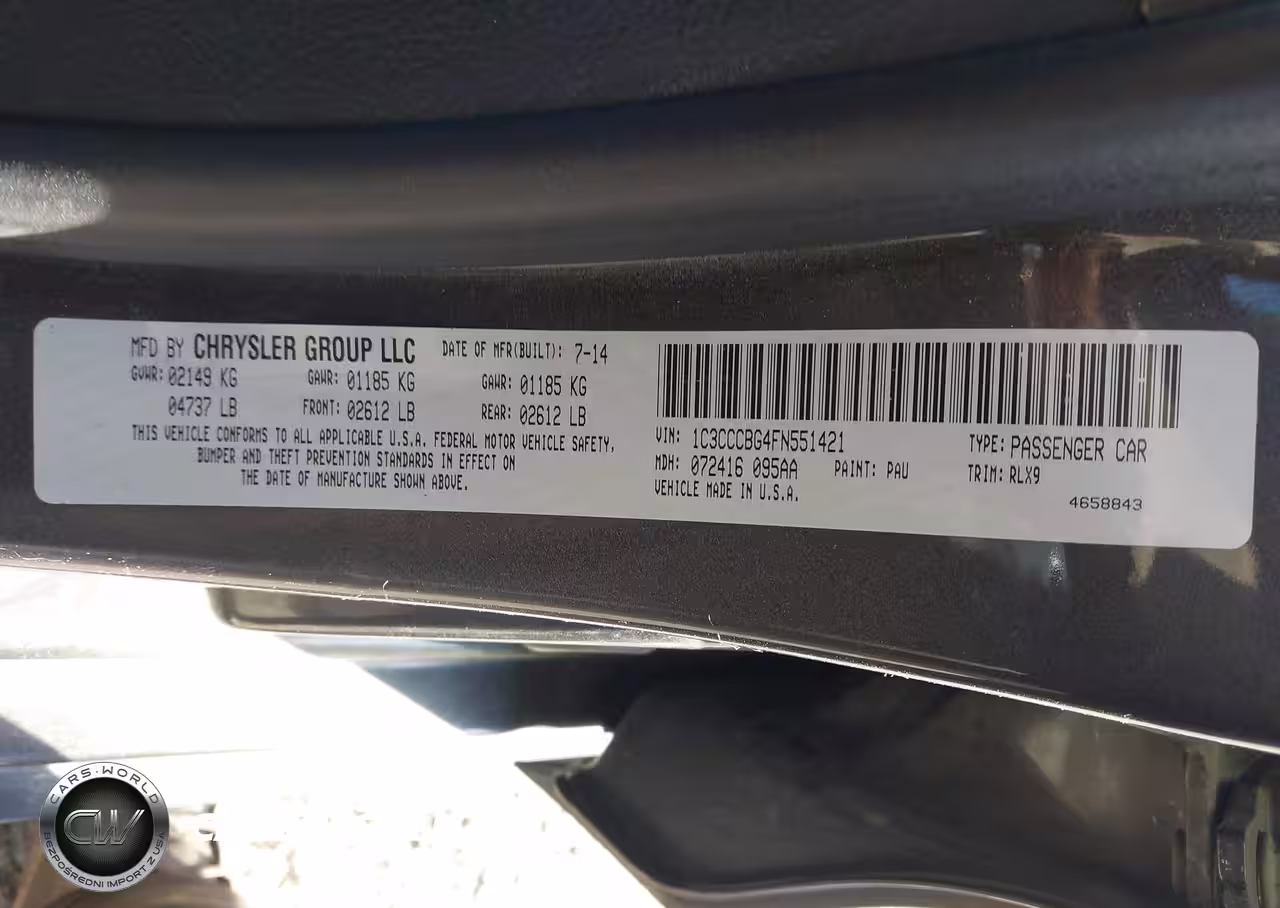 MFD BY CHRYSLER GROUP LLC DATE OF MFR(BUILT): 7-14
GVWR: 02149 KG GAWR: 01185 KG GAWR: 01185 KG
04737 LB FRONT: 02612 LB REAR: 02612 LB
THIS VEHICLE CONFORMS TO ALL APPLICABLE U.S.A. FEDERAL MOTOR VEHICLE SAFETY,
BUMPER AND THEFT PREVENTION STANDARDS IN EFFECT ON
THE DATE OF MANUFACTURE SHOWN ABOVE.
VIN: 1C3CCCBG4FN551421 TYPE: PASSENGER CAR
MDH: 072416 095AA PAINT: PAU TRIM: RLX9
VEHICLE MADE IN U.S.A.
4658843
CARS·WORLD
CW
BEZPOŚREDNI IMPORT Z USA